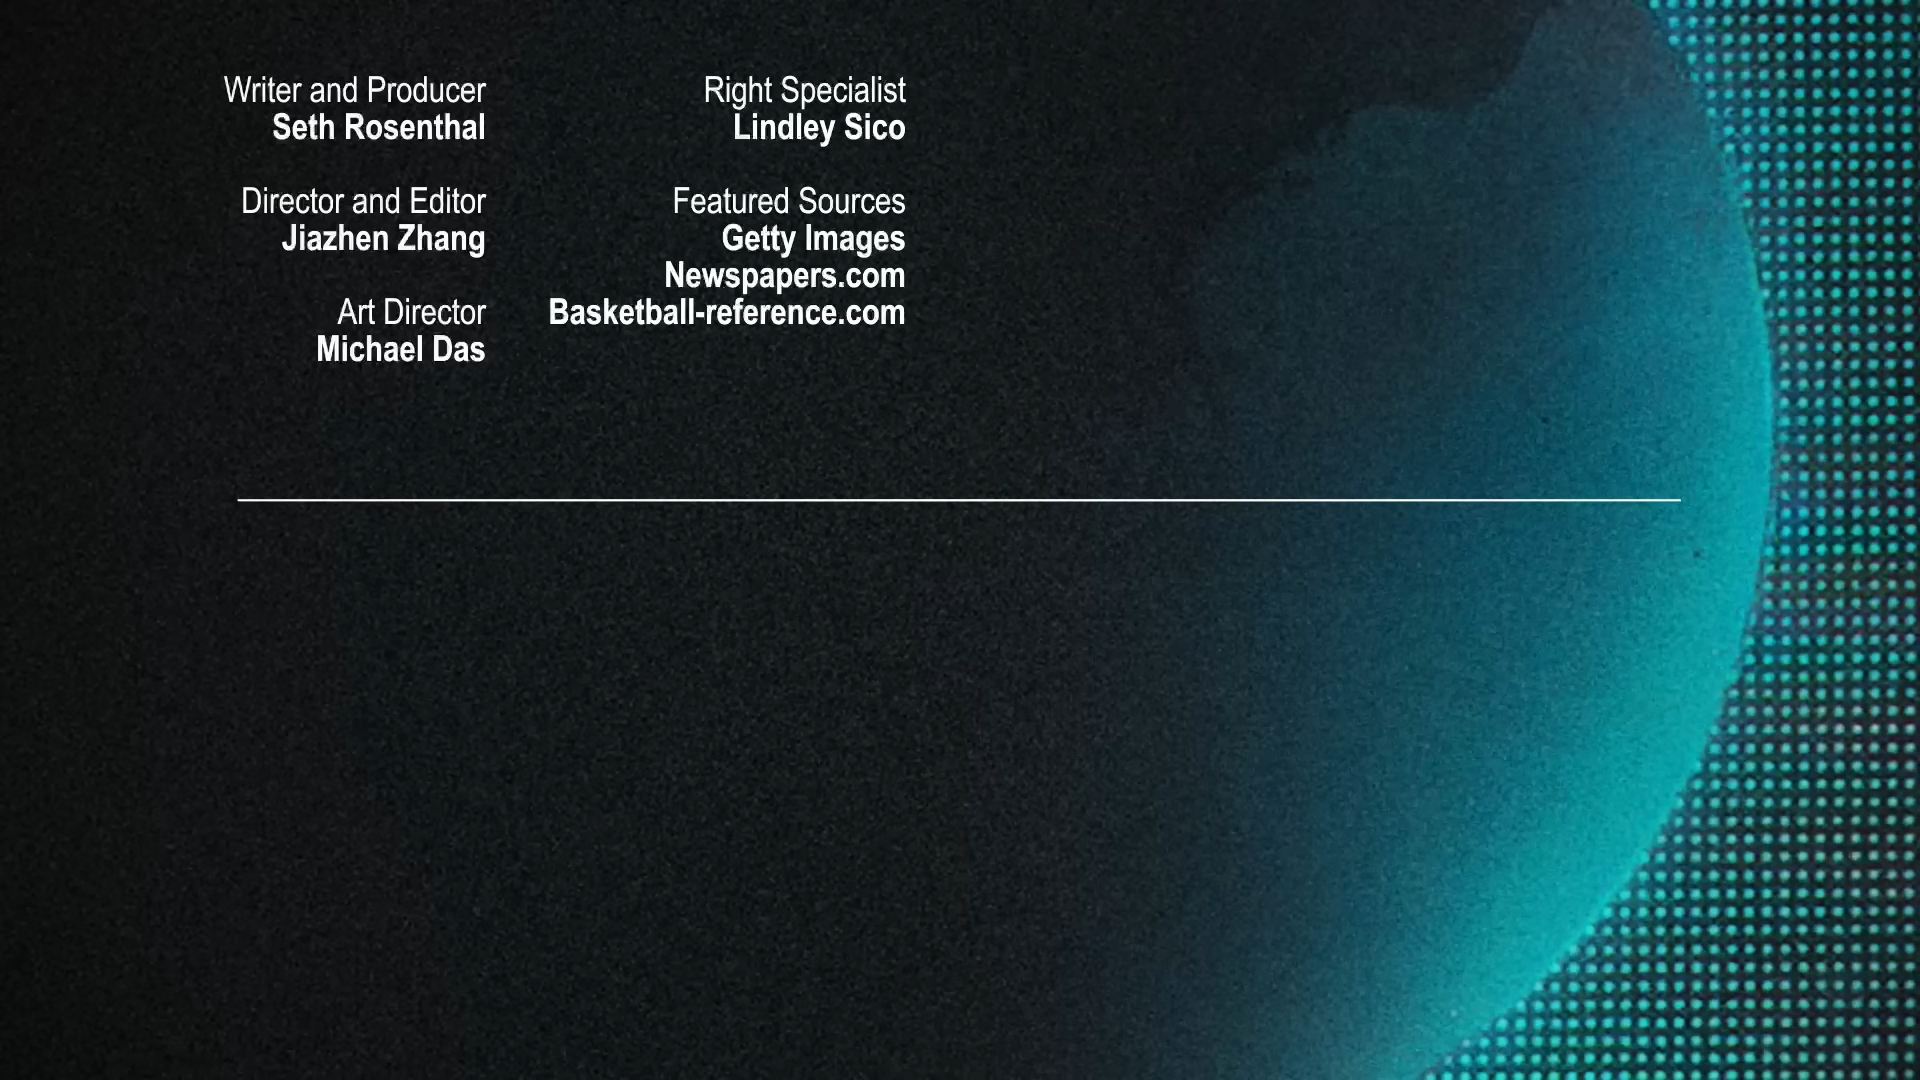 Writer and Producer
Seth Rosenthal
Director and Editor
Jiazhen Zhang
Art Director
Michael Das
Right Specialist
Lindley Sico
Featured Sources
Getty Images
Newspapers.com
Basketball-reference.com